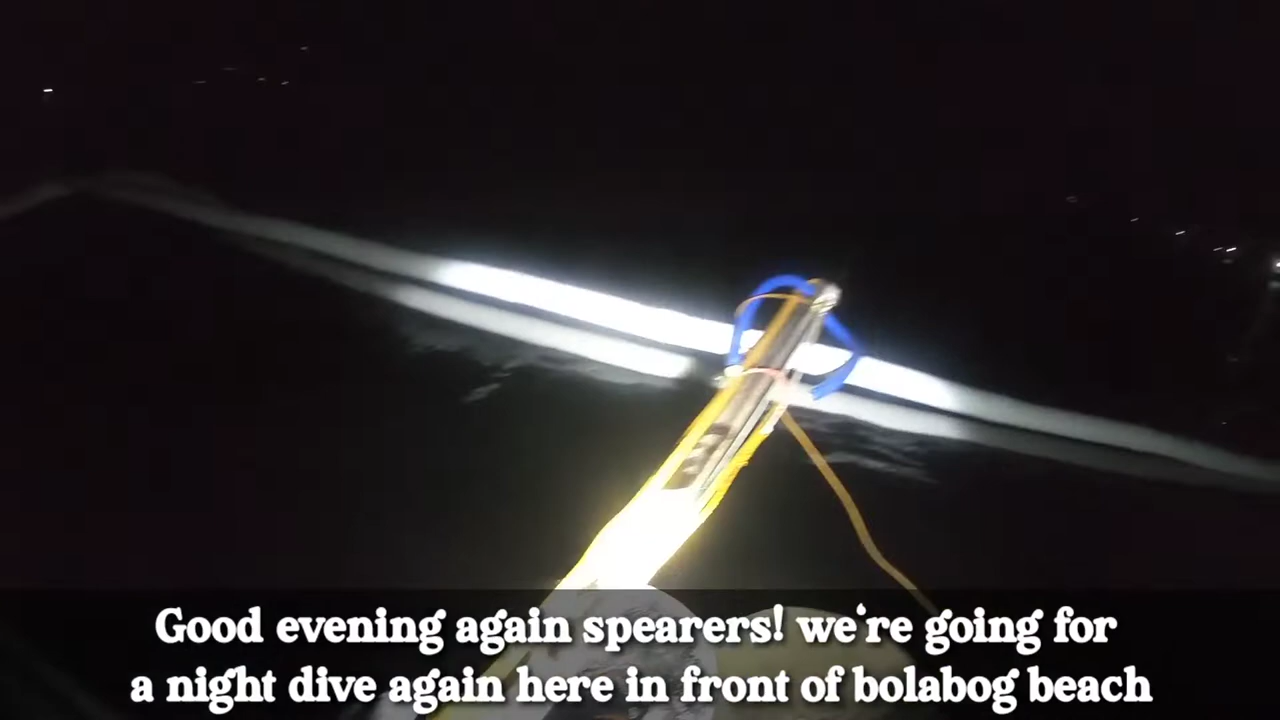 Good evening again spearers! we're going for
a night dive again here in front of bolabog beach